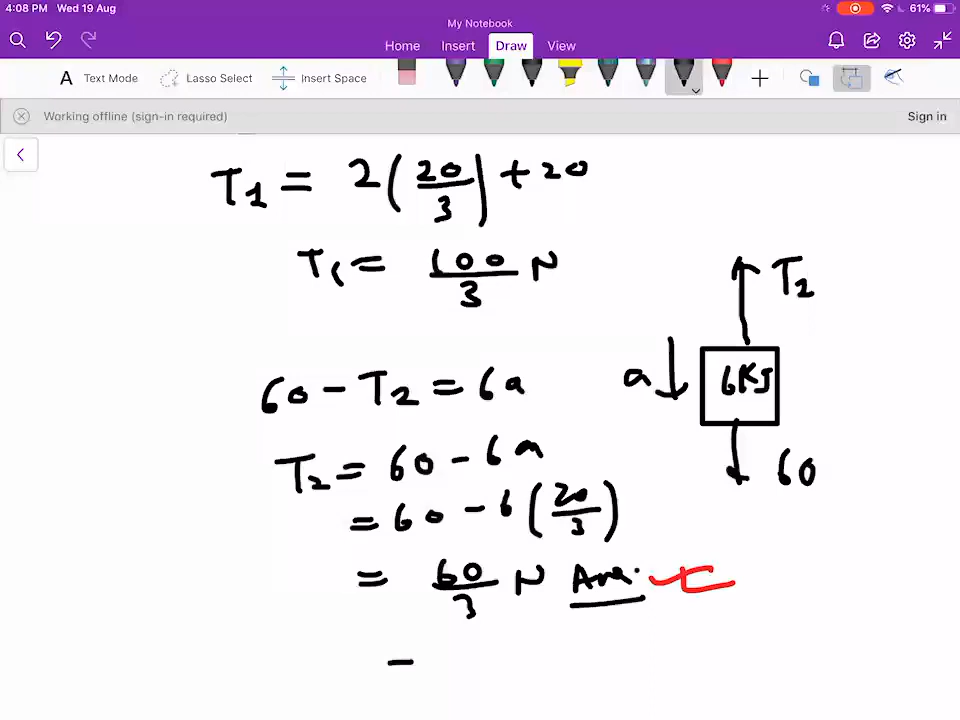 4:08 PM Wed 19 Aug
61%
My Notebook
Home Insert Draw View
A Text Mode Lasso Select Insert Space
Working offline (sign-in required) Sign in
T1 = 2(20/3) + 20
T1 = 100/3 N
T2
60 - T2 = 6a
a 6KJ
T2 = 60 - 6a
60
= 60 - 6(20/3)
= 60/3 N Ans.